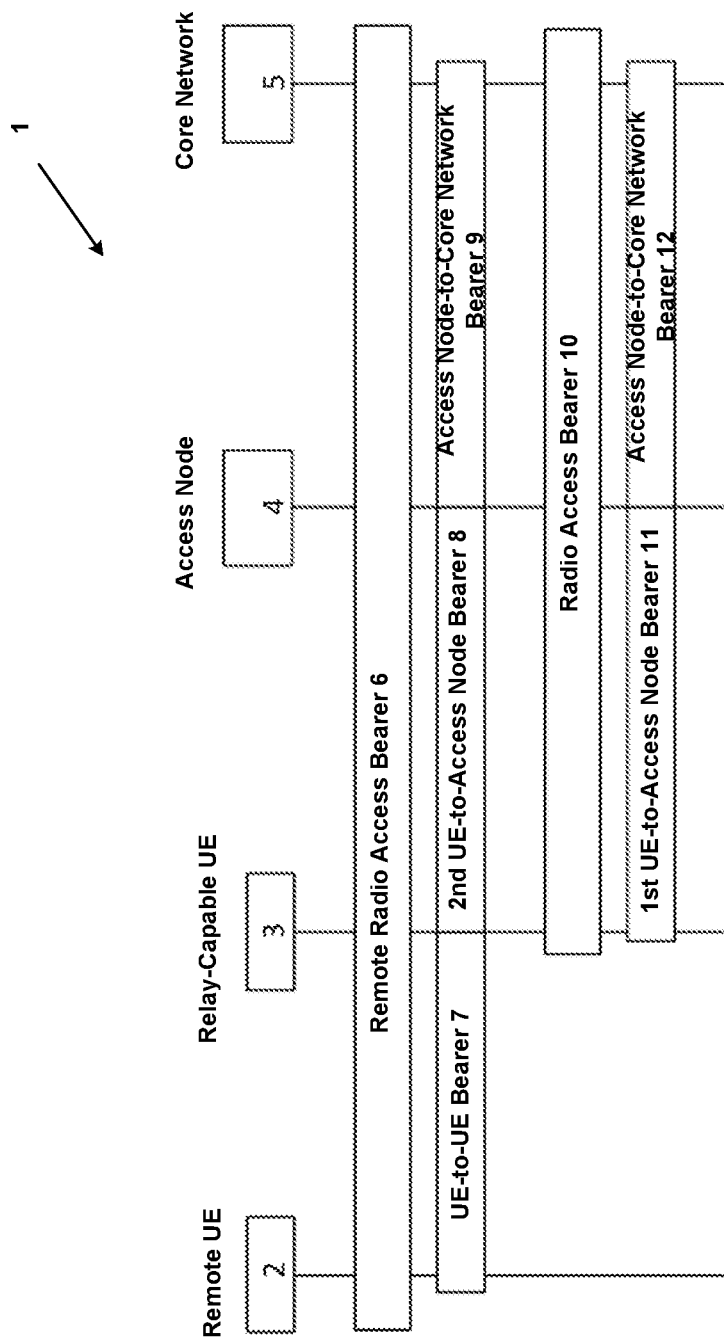 1
Remote UE
Relay-Capable UE
Access Node
Core Network
2
3
4
5
Remote Radio Access Bearer 6
UE-to-UE Bearer 7
2nd UE-to-Access Node Bearer 8
Access Node-to-Core Network
Bearer 9
Radio Access Bearer 10
1st UE-to-Access Node Bearer 11
Access Node-to-Core Network
Bearer 12